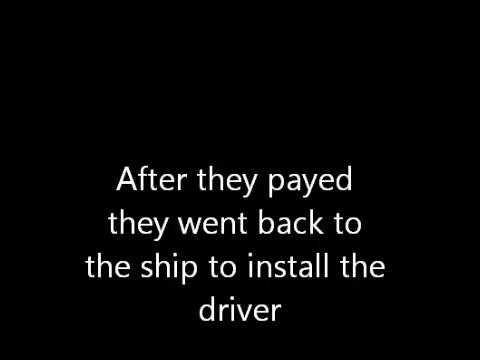 After they payed
they went back to
the ship to install the
driver